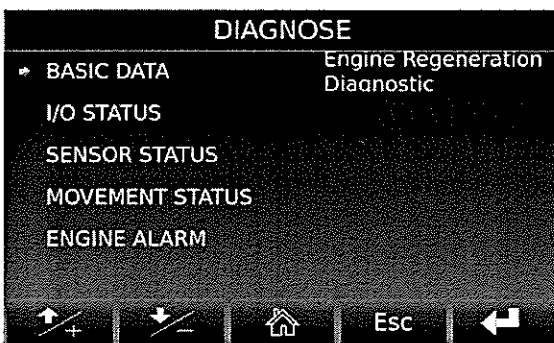 DIAGNOSE
BASIC DATA
Engine Regeneration
Diagnostic
I/O STATUS
SENSOR STATUS
MOVEMENT STATUS
ENGINE ALARM
+
-
Esc